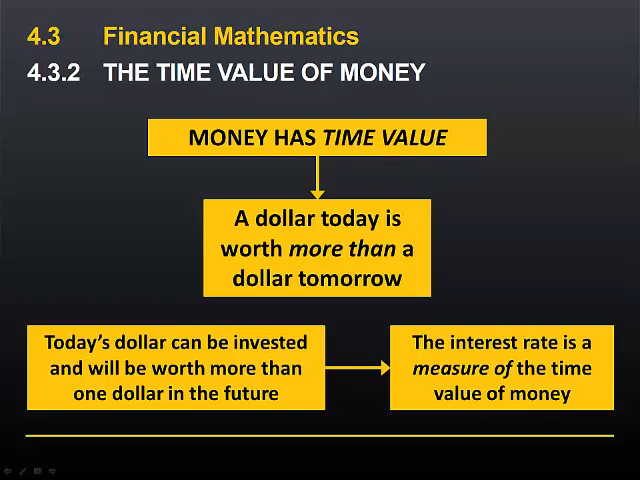 4.3 Financial Mathematics
4.3.2 THE TIME VALUE OF MONEY
MONEY HAS TIME VALUE
A dollar today is
worth more than a
dollar tomorrow
Today's dollar can be invested
and will be worth more than
one dollar in the future
The interest rate is a
measure of the time
value of money